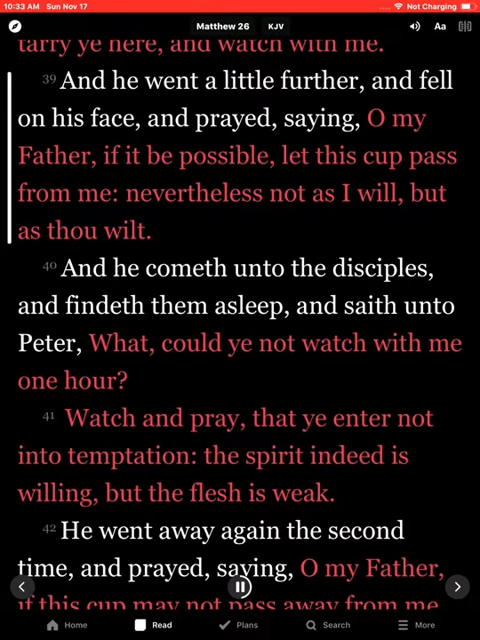 10:33 AM Sun Nov 17
Not Charging
Matthew 26 KJV
Aa
tarry ye here, and watch with me.
39 And he went a little further, and fell
on his face, and prayed, saying, O my
Father, if it be possible, let this cup pass
from me: nevertheless not as I will, but
as thou wilt.
40 And he cometh unto the disciples,
and findeth them asleep, and saith unto
Peter, What, could ye not watch with me
one hour?
41 Watch and pray, that ye enter not
into temptation: the spirit indeed is
willing, but the flesh is weak.
42 He went away again the second
time, and prayed, saying, O my Father,
if this cup may not pass away from me
Home Read Plans Search More